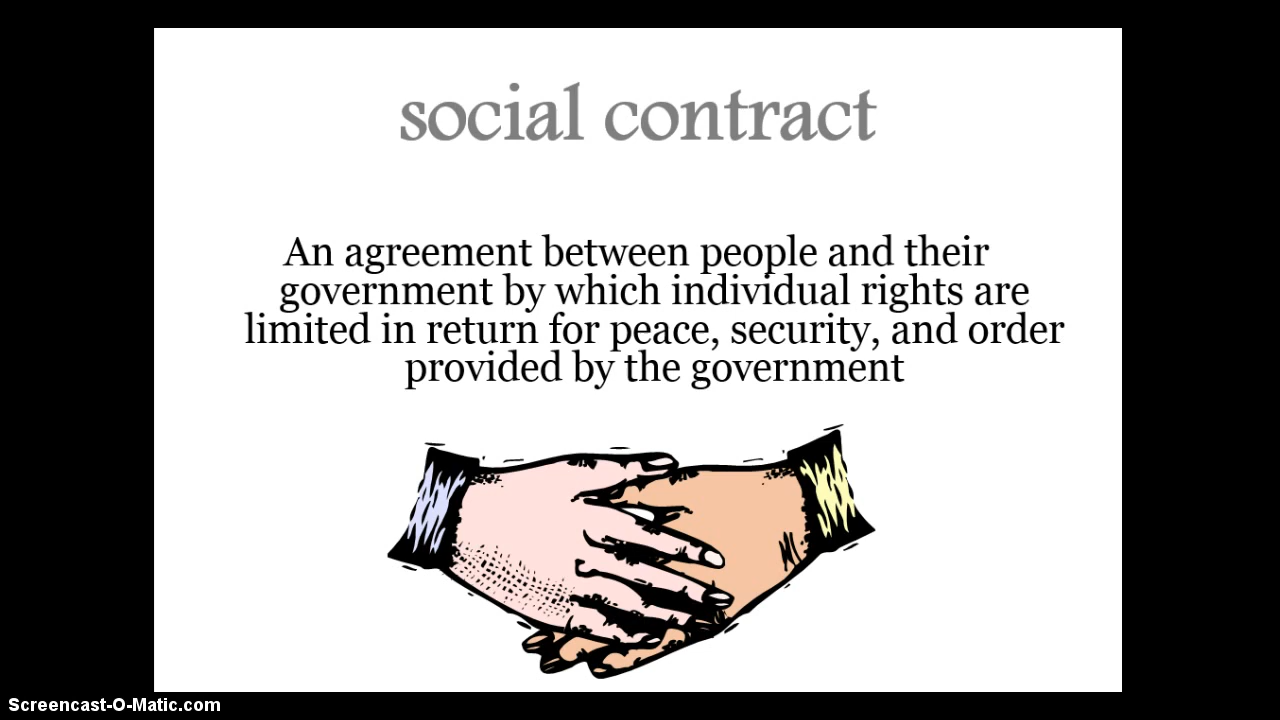 social contract
An agreement between people and their
government by which individual rights are
limited in return for peace, security, and order
provided by the government
Screencast-O-Matic.com